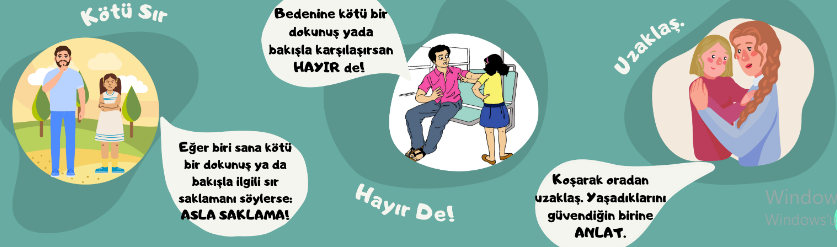 Kötü Sır
Eğer biri sana kötü
bir dokunuş ya da
bakışla ilgili sır
saklamanı söylerse:
ASLA SAKLAMA!
Bedenine kötü bir
dokunuş yada
bakışla karşılaşırsan
HAYIR de!
Hayır De!
Uzaklaş.
Koşarak oradan
uzaklaş. Yaşadıklarını
güvendiğin birine
ANLAT.
Window
Windows